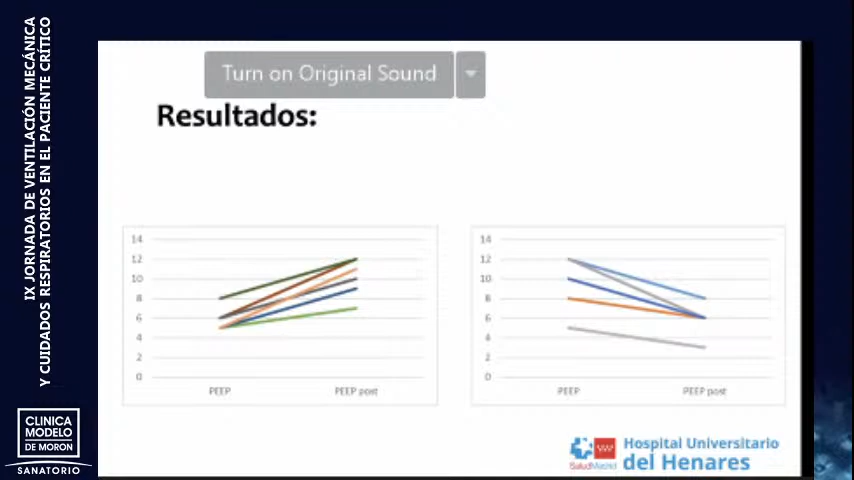 IX JORNADA DE VENTILACIÓN MECÁNICA
Y CUIDADOS RESPIRATORIOS EN EL PACIENTE CRÍTICO
CLINICA
MODELO
DE MORON
SANATORIO
Turn on Original Sound
Resultados:
14
12
10
8
6
4
2
0
PEEP
PEEP post
14
12
10
8
6
4
2
0
PEEP
PEEP post
SaludMadrid
Hospital Universitario
del Henares